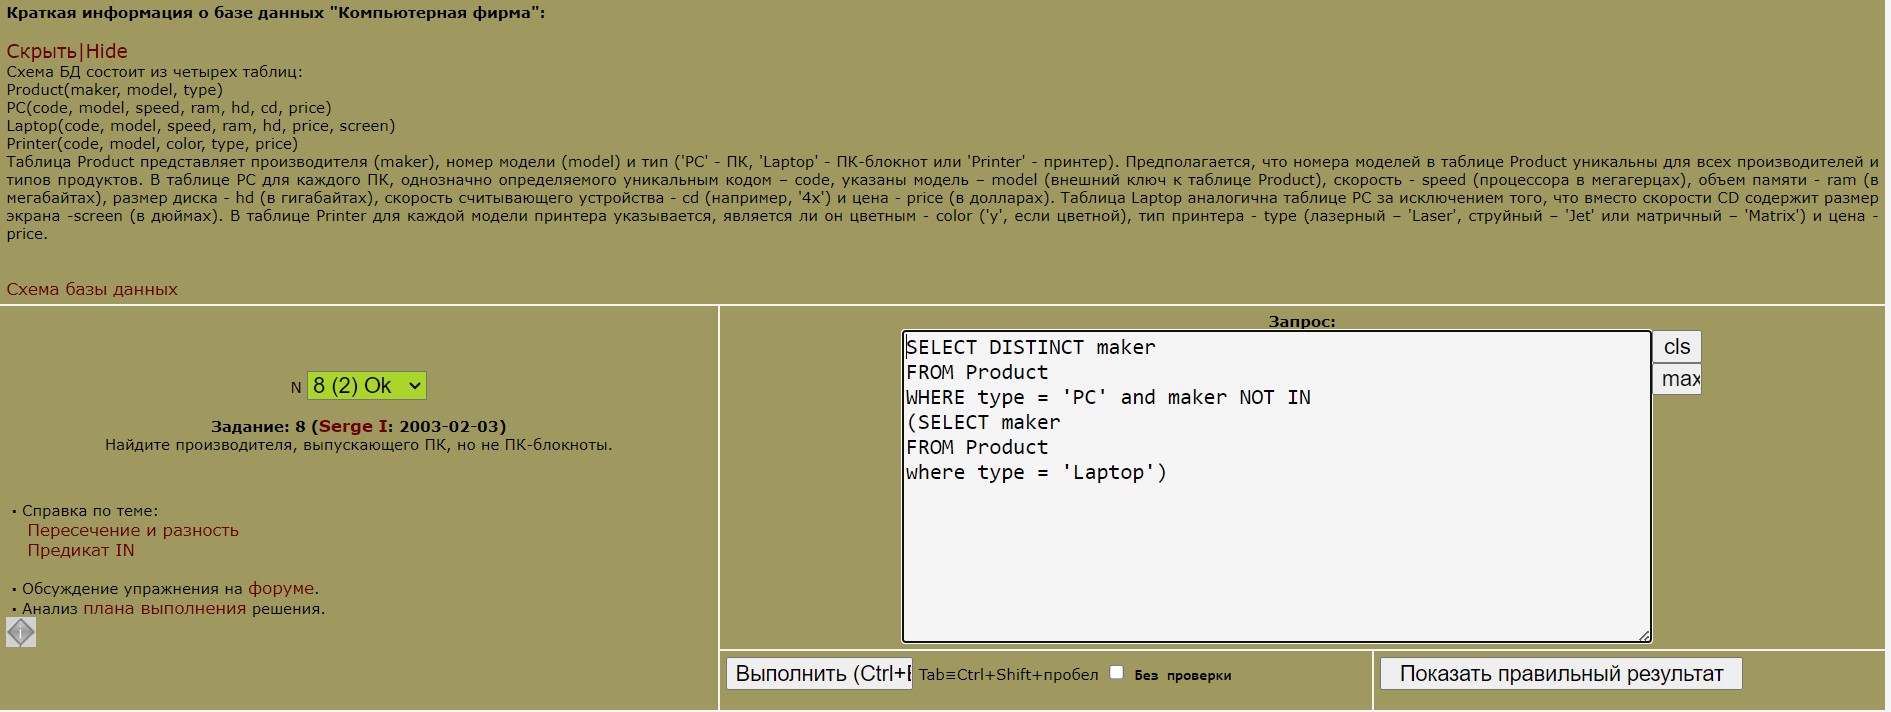 Краткая информация о базе данных "Компьютерная фирма":
Скрыть|Hide
Схема БД состоит из четырех таблиц:
Product(maker, model, type)
PC(code, model, speed, ram, hd, cd, price)
Laptop(code, model, speed, ram, hd, price, screen)
Printer(code, model, color, type, price)
Таблица Product представляет производителя (maker), номер модели (model) и тип ('PC' - ПК, 'Laptop' - ПК-блокнот или 'Printer' - принтер). Предполагается, что номера моделей в таблице Product уникальны для всех производителей и
типов продуктов. В таблице PC для каждого ПК, однозначно определяемого уникальным кодом – code, указаны модель – model (внешний ключ к таблице Product), скорость - speed (процессора в мегагерцах), объем памяти - ram (в
мегабайтах), размер диска - hd (в гигабайтах), скорость считывающего устройства - cd (например, '4x') и цена - price (в долларах). Таблица Laptop аналогична таблице РС за исключением того, что вместо скорости CD содержит размер
экрана -screen (в дюймах). В таблице Printer для каждой модели принтера указывается, является ли он цветным - color ('y', если цветной), тип принтера - type (лазерный – 'Laser', струйный – 'Jet' или матричный – 'Matrix') и цена -
price.
Схема базы данных
N 8 (2) Ok
Задание: 8 (Serge I: 2003-02-03)
Найдите производителя, выпускающего ПК, но не ПК-блокноты.
· Справка по теме:
Пересечение и разность
Предикат IN
· Обсуждение упражнения на форуме.
· Анализ плана выполнения решения.
i
Запрос:
SELECT DISTINCT maker
FROM Product
WHERE type = 'PC' and maker NOT IN
(SELECT maker
FROM Product
where type = 'Laptop')
cls
max
Выполнить (Ctrl+E Tab≡Ctrl+Shift+пробел Без проверки
Показать правильный результат